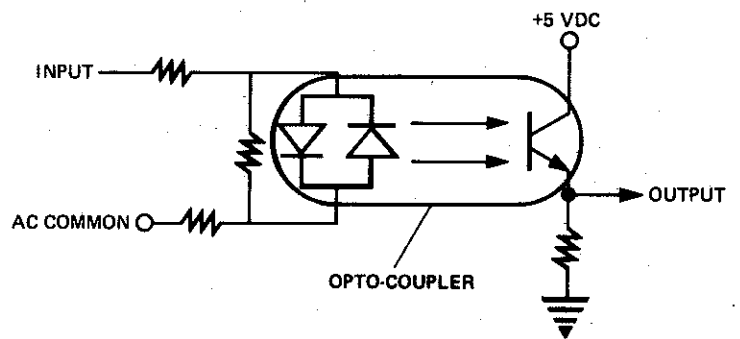 +5 VDC
INPUT
OUTPUT
AC COMMON
OPTO-COUPLER